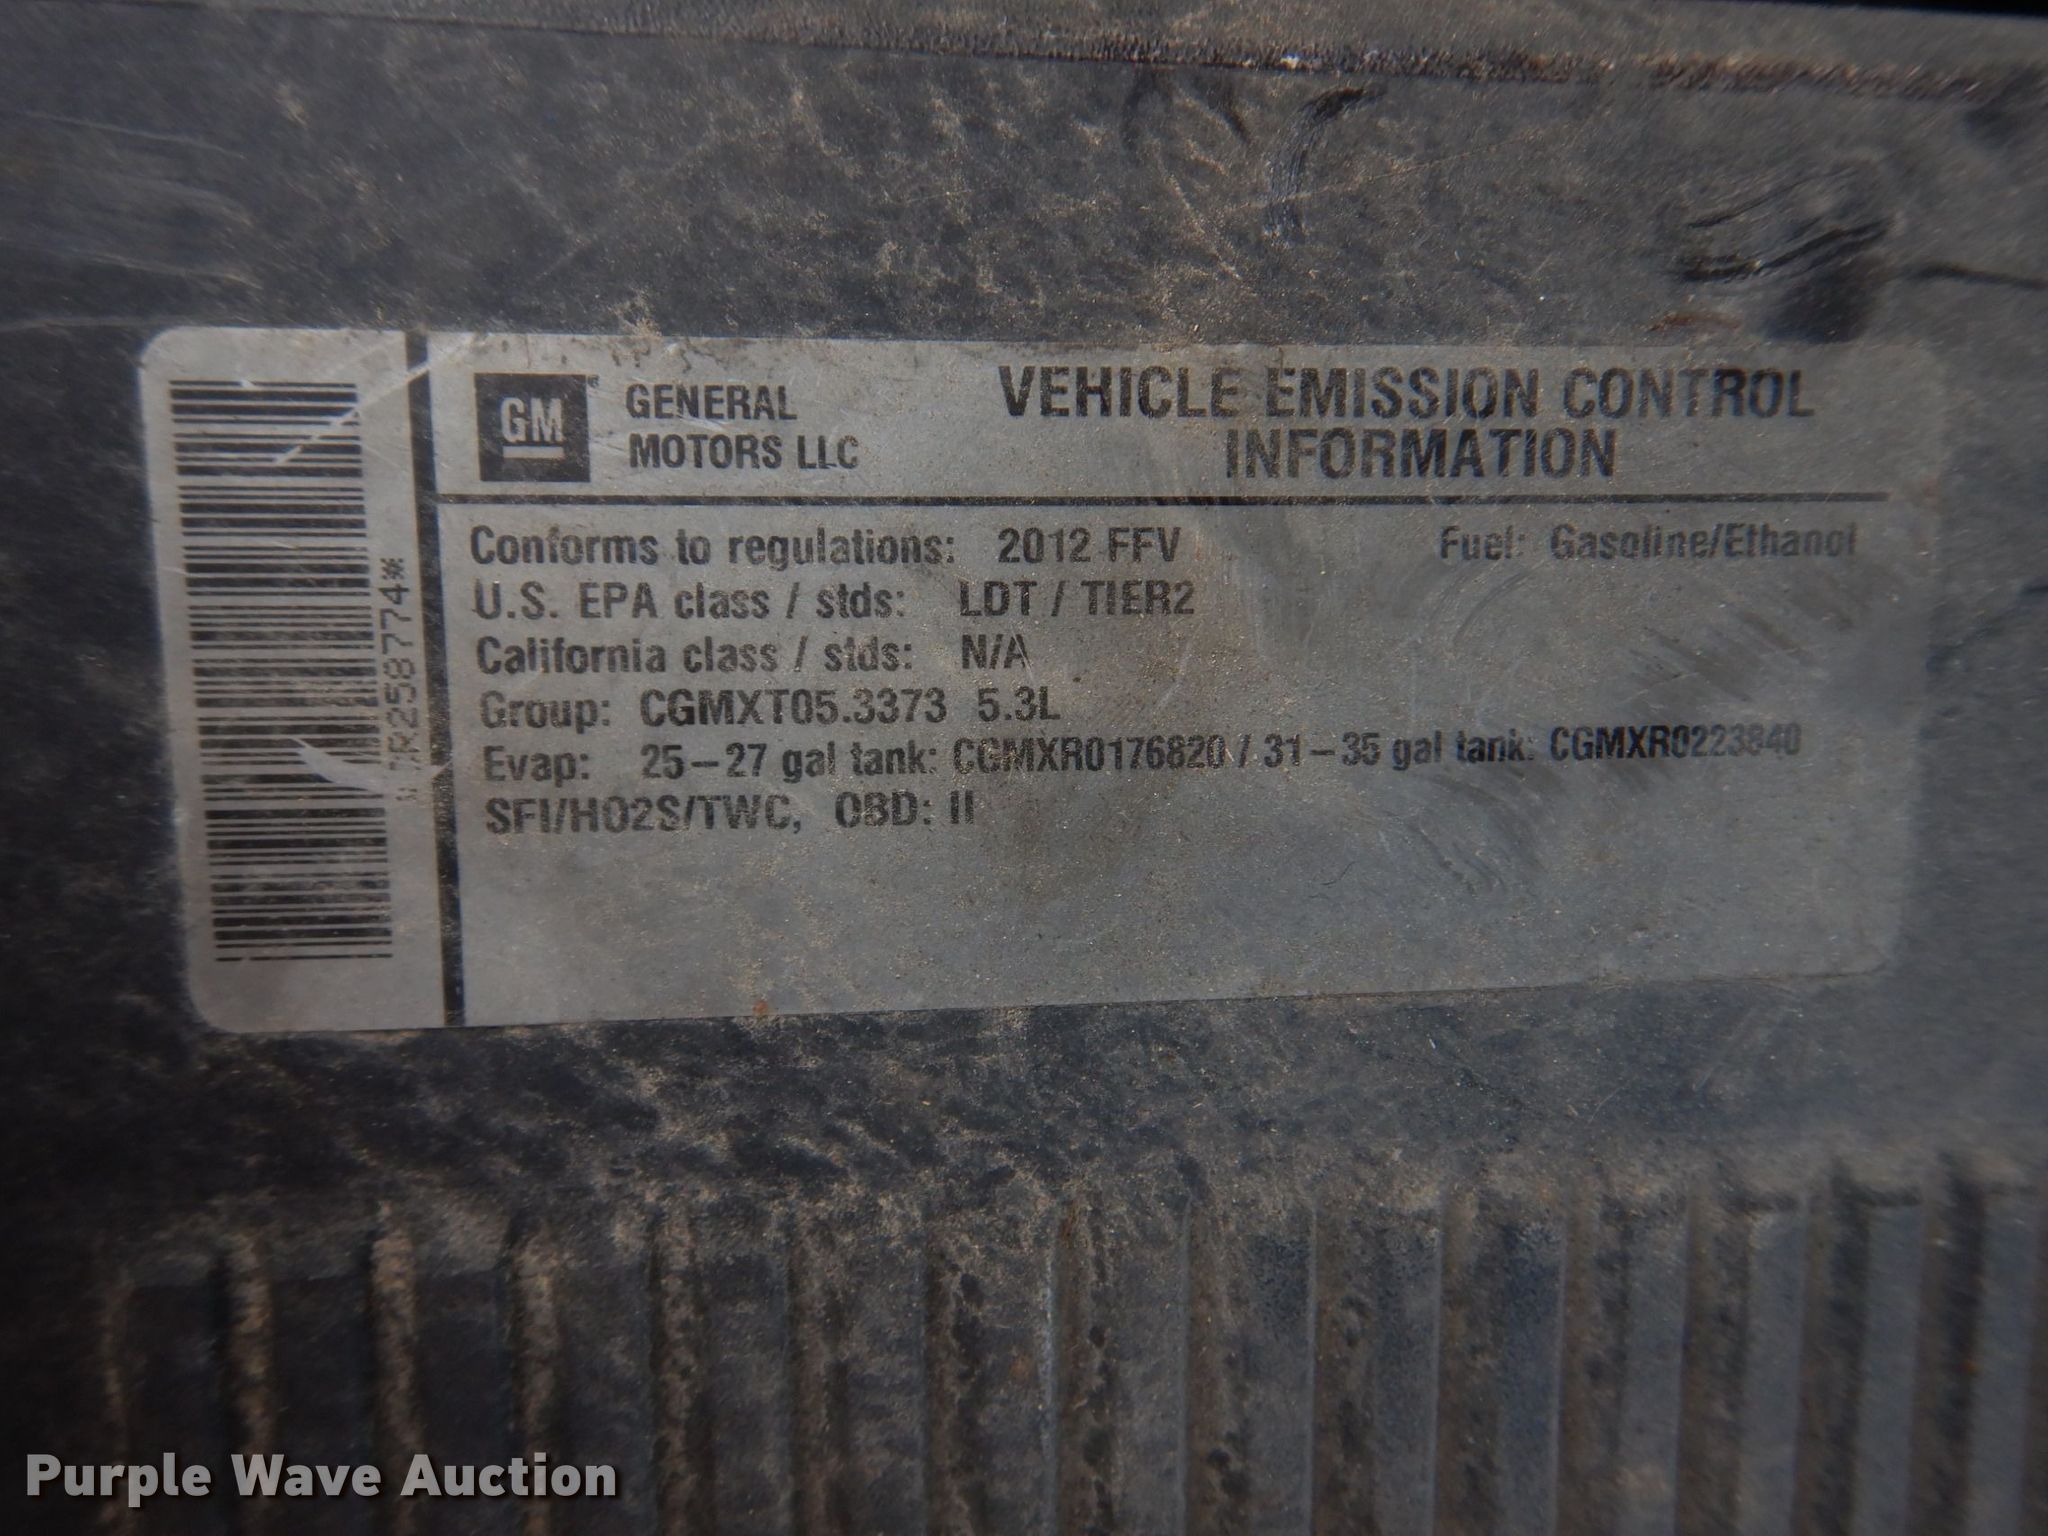 GM
GENERAL
MOTORS LLC
VEHICLE EMISSION CONTROL
INFORMATION
Conforms to regulations: 2012 FFV Fuel: Gasoline/Ethanol
U.S. EPA class / stds: LDT / TIER2
California class / stds: N/A
Group: CGMXT05.3373 5.3L
Evap: 25-27 gal tank: CGMXR0176820 / 31-35 gal tank: CGMXR0223840
SFI/HO2S/TWC, OBD: II
Purple Wave Auction